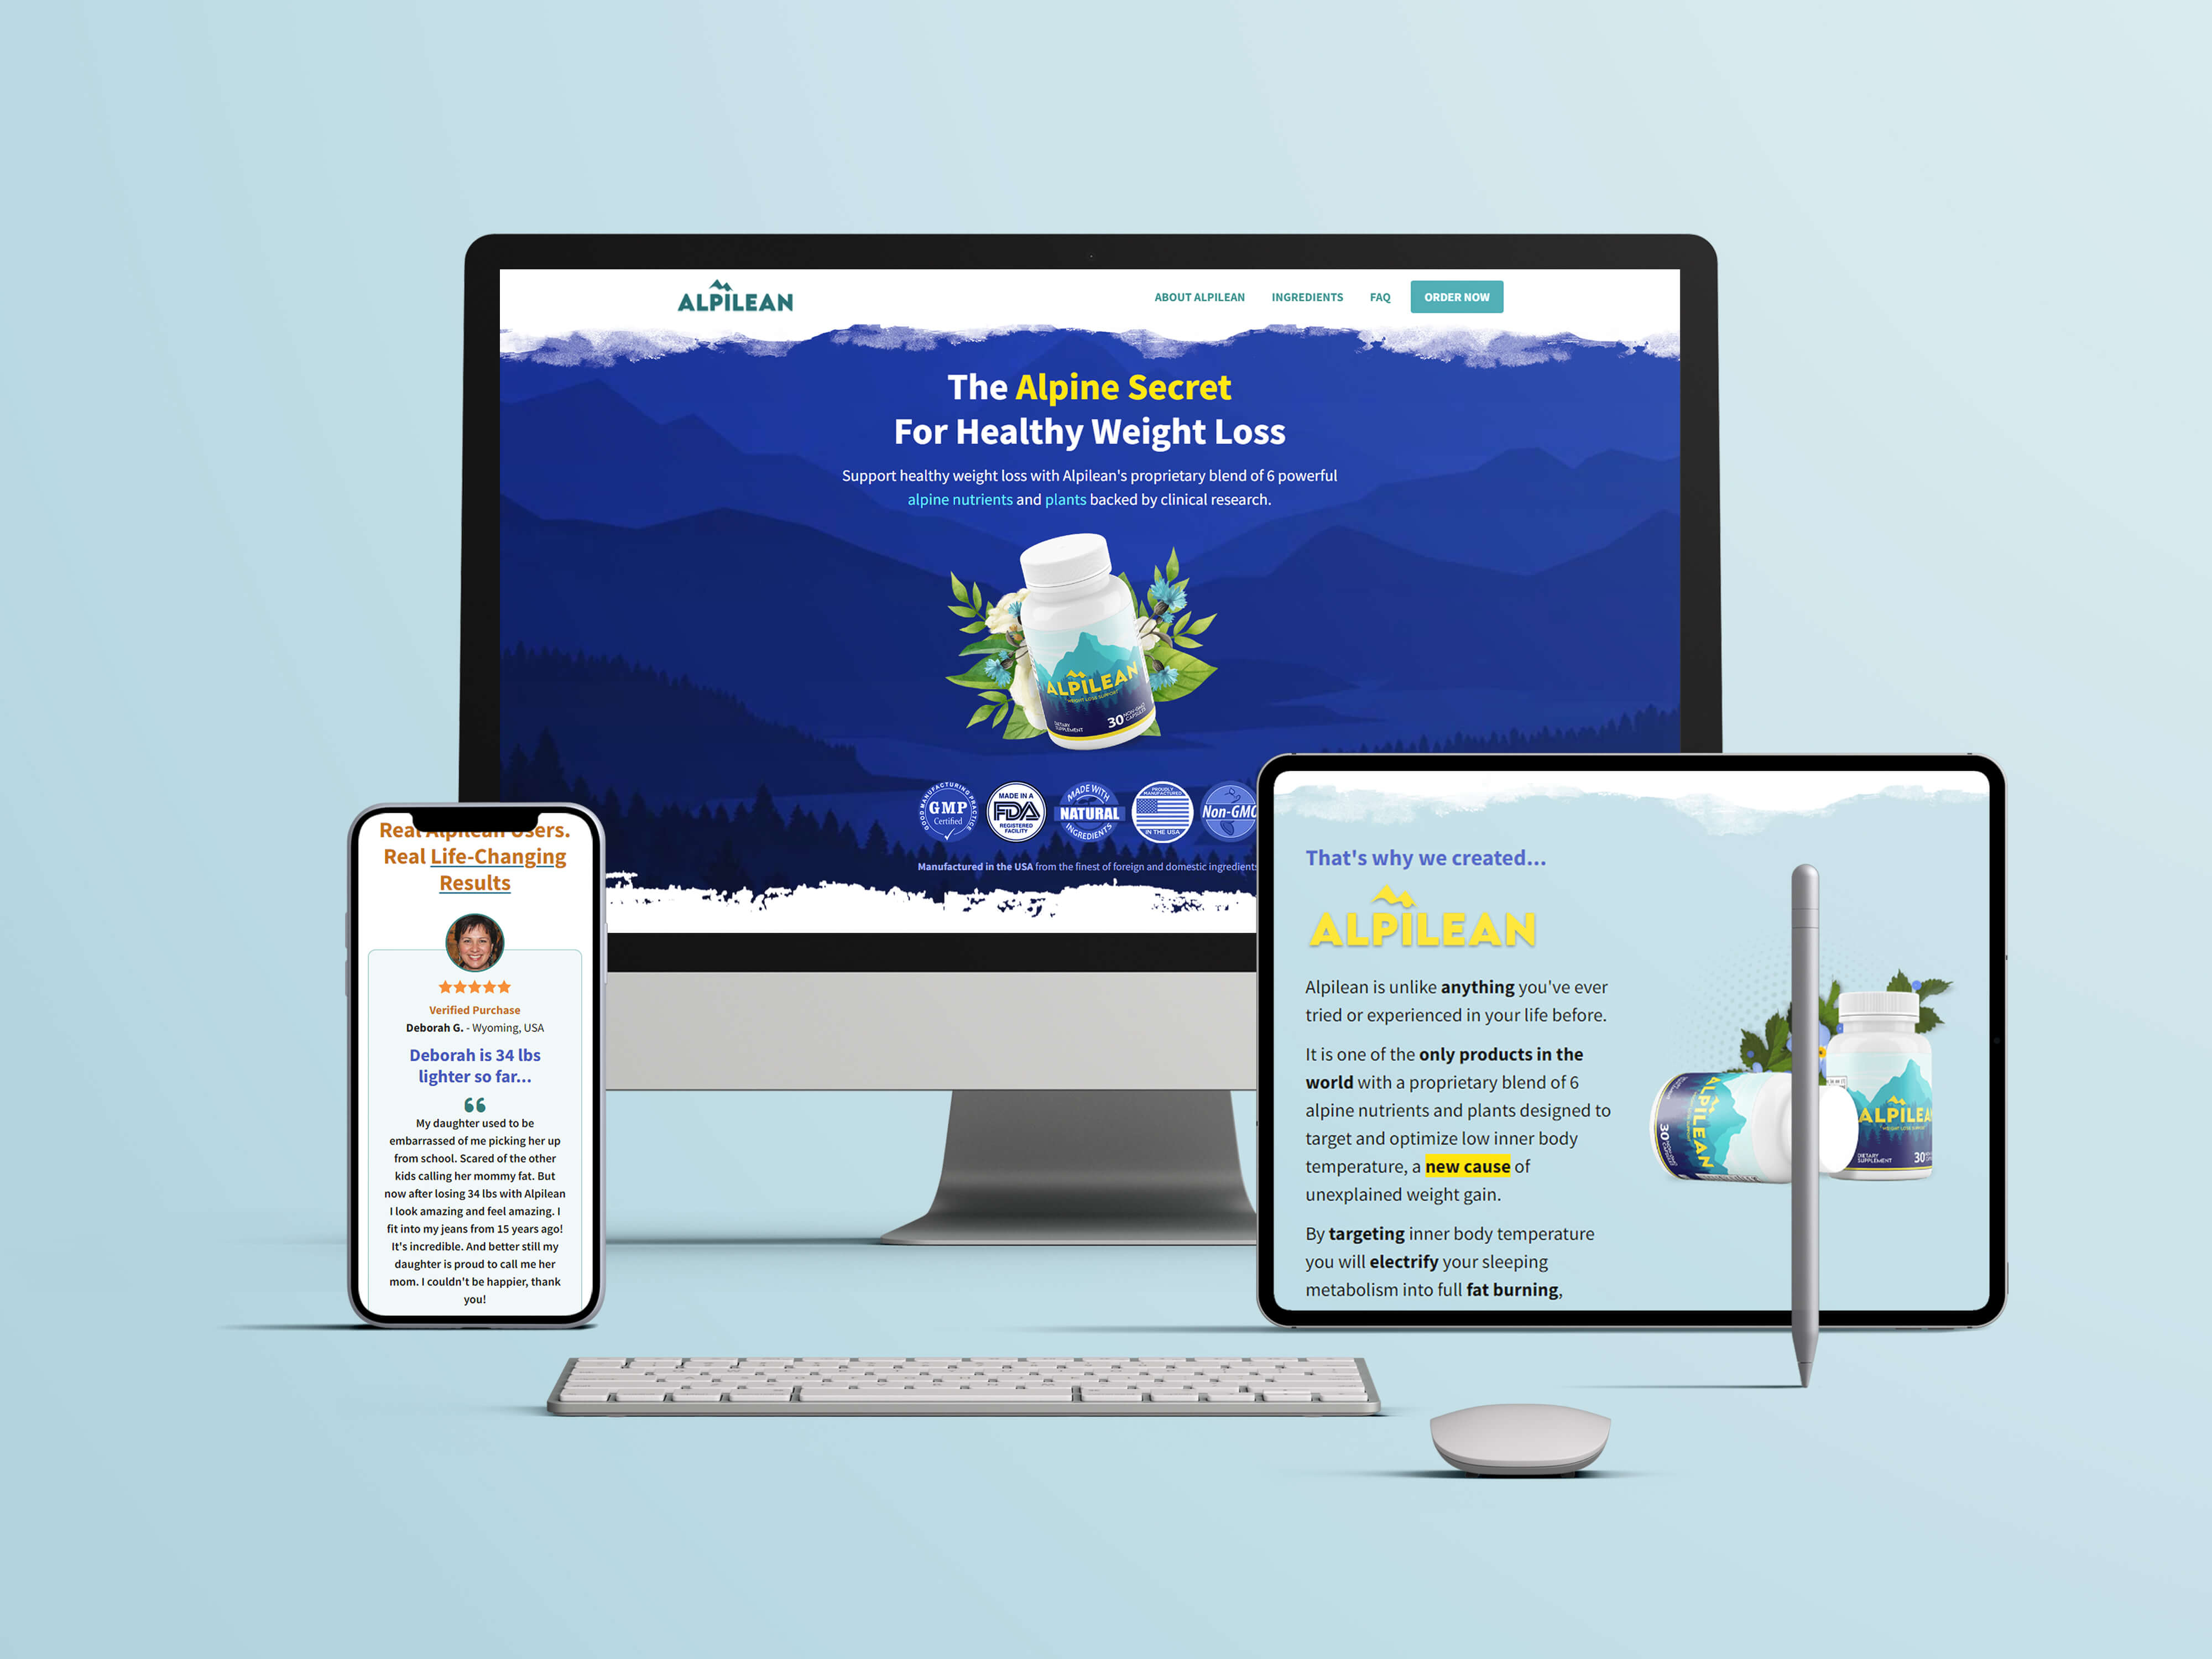 ALPILEAN
ABOUT ALPILEAN
INGREDIENTS
FAQ
ORDER NOW
The Alpine Secret
For Healthy Weight Loss
Support healthy weight loss with Alpilean's proprietary blend of 6 powerful
alpine nutrients and plants backed by clinical research.
ALPILEAN
WEIGHT LOSS SUPPORT
DIETARY
SUPPLEMENT
30 NON-GMO
CAPSULES
GOOD MANUFACTURING PRACTICE
GMP
Certified
MADE IN A
FDA
REGISTERED
FACILITY
MADE WITH
NATURAL
INGREDIENTS
PROUDLY
MANUFACTURED
IN THE USA
Non-GMO
Manufactured in the USA from the finest of foreign and domestic ingredients
Real Alpilean Users.
Real Life-Changing
Results
Verified Purchase
Deborah G. - Wyoming, USA
Deborah is 34 lbs
lighter so far...
“
My daughter used to be
embarrassed of me picking her up
from school. Scared of the other
kids calling her mommy fat. But
now after losing 34 lbs with Alpilean
I look amazing and feel amazing. I
fit into my jeans from 15 years ago!
It's incredible. And better still my
daughter is proud to call me her
mom. I couldn't be happier, thank
you!
That's why we created...
ALPILEAN
Alpilean is unlike anything you've ever
tried or experienced in your life before.
It is one of the only products in the
world with a proprietary blend of 6
alpine nutrients and plants designed to
target and optimize low inner body
temperature, a new cause of
unexplained weight gain.
By targeting inner body temperature
you will electrify your sleeping
metabolism into full fat burning,
ALPILEAN
30
ALPILEA
WEIGHT LOSS SUPPORT
DIETARY
SUPPLEMENT
30